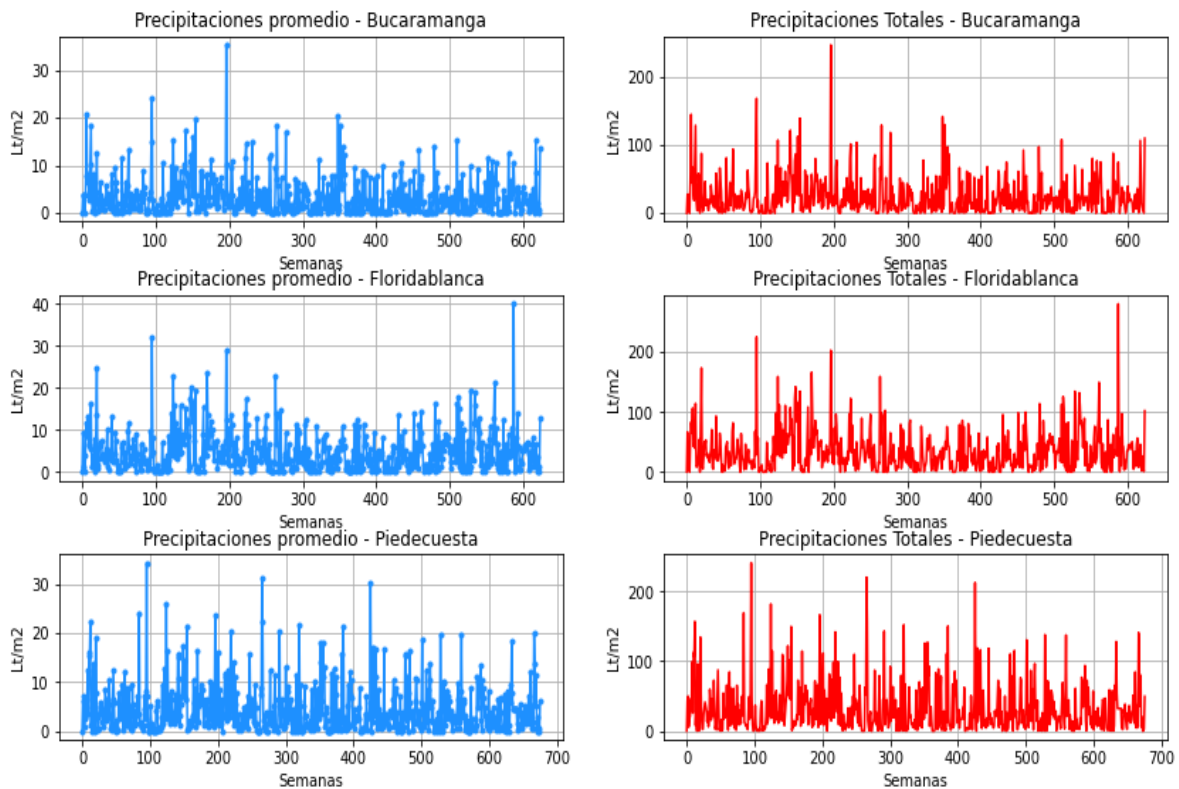 Precipitaciones promedio - Bucaramanga
Lt/m2
30
20
10
0
0 100 200 300 400 500 600
Semanas
Precipitaciones Totales - Bucaramanga
Lt/m2
200
100
0
0 100 200 300 400 500 600
Semanas
Precipitaciones promedio - Floridablanca
Lt/m2
40
30
20
10
0
0 100 200 300 400 500 600
Semanas
Precipitaciones Totales - Floridablanca
Lt/m2
200
100
0
0 100 200 300 400 500 600
Semanas
Precipitaciones promedio - Piedecuesta
Lt/m2
30
20
10
0
0 100 200 300 400 500 600 700
Semanas
Precipitaciones Totales - Piedecuesta
Lt/m2
200
100
0
0 100 200 300 400 500 600 700
Semanas